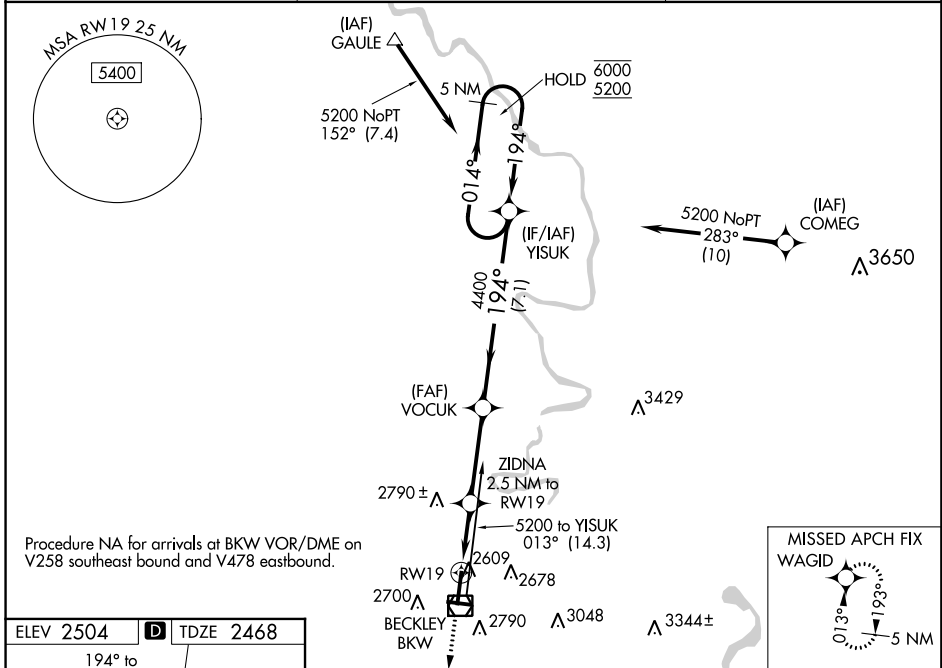 MSA RW19 25 NM
5400
(IAF)
GAULE
5200 NoPT
152° (7.4)
5 NM
HOLD
6000
5200
014°
194°
(IF/IAF)
YISUK
5200 NoPT
283°
(10)
(IAF)
COMEG
3650
4400
194°
(7.1)
(FAF)
VOCUK
3429
ZIDNA
2.5 NM to
RW19
2790 ±
5200 to YISUK
013° (14.3)
Procedure NA for arrivals at BKW VOR/DME on
V258 southeast bound and V478 eastbound.
RW19
2609
2678
2700
BECKLEY
BKW
2790
3048
3344±
MISSED APCH FIX
WAGID
013°
193°
5 NM
ELEV 2504
D
TDZE 2468
194° to